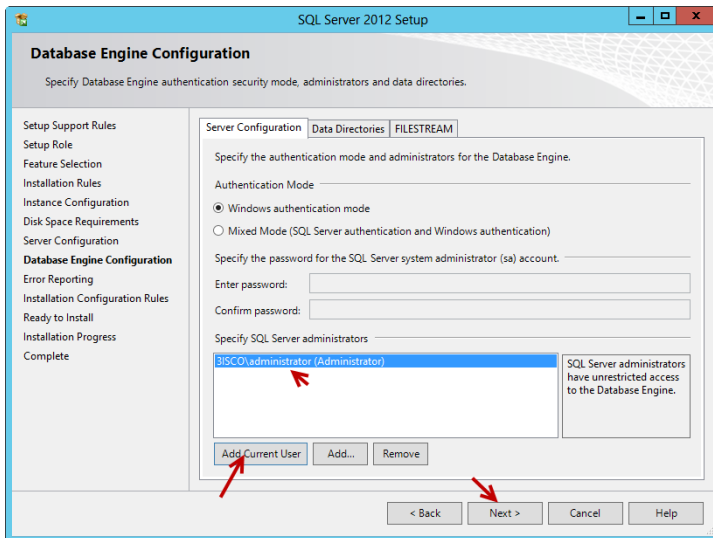 SQL Server 2012 Setup
Database Engine Configuration
Specify Database Engine authentication security mode, administrators and data directories.
Setup Support Rules
Setup Role
Feature Selection
Installation Rules
Instance Configuration
Disk Space Requirements
Server Configuration
Database Engine Configuration
Error Reporting
Installation Configuration Rules
Ready to Install
Installation Progress
Complete
Server Configuration Data Directories FILESTREAM
Specify the authentication mode and administrators for the Database Engine.
Authentication Mode
Windows authentication mode
Mixed Mode (SQL Server authentication and Windows authentication)
Specify the password for the SQL Server system administrator (sa) account.
Enter password:
Confirm password:
Specify SQL Server administrators
3ISCO\administrator (Administrator)
SQL Server administrators
have unrestricted access
to the Database Engine.
Add Current User Add... Remove
< Back Next > Cancel Help